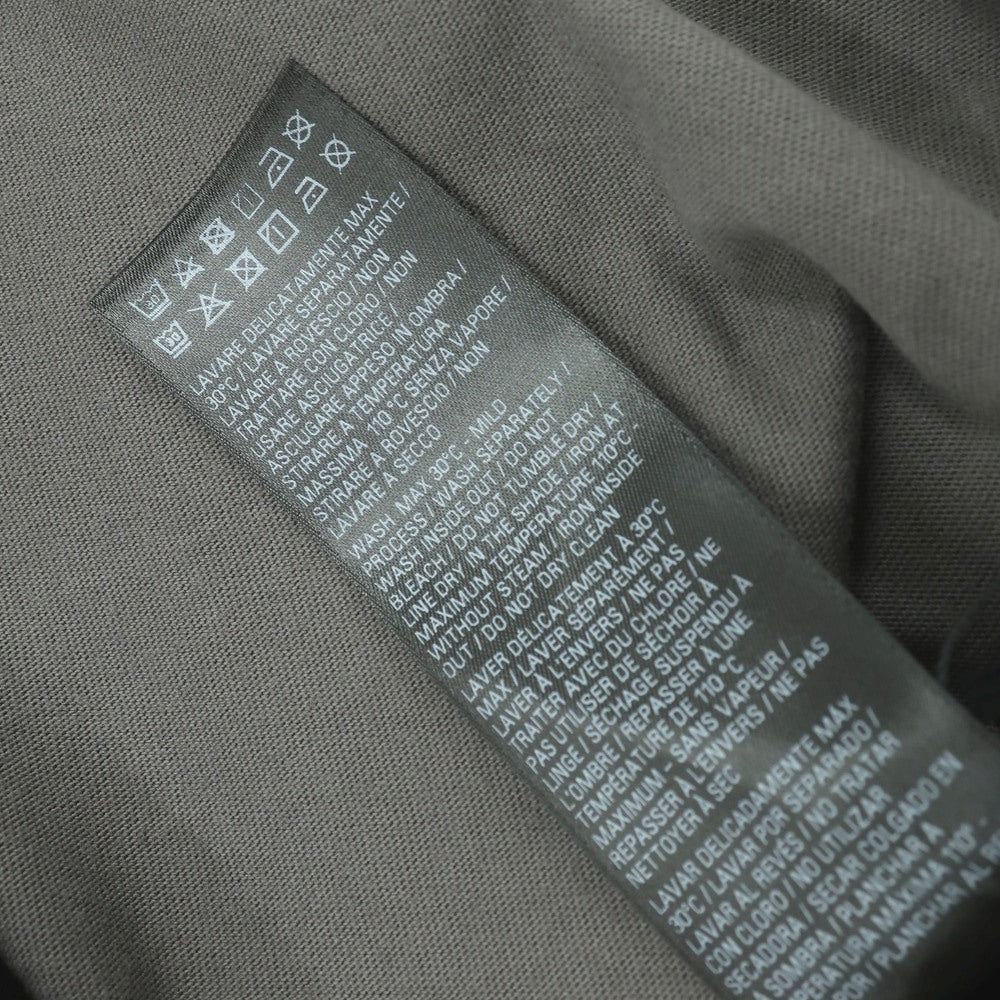 LAVARE DELICATAMENTE MAX
30°C / LAVARE SEPARATAMENTE /
LAVARE A ROVESCIO / NON
TRATTARE CON CLORO / NON
USARE ASCIUGATRICE /
ASCIUGARE APPESO IN OMBRA /
STIRARE A TEMPERATURA
MASSIMA 110 °C SENZA VAPORE /
STIRARE A ROVESCIO / NON
LAVARE A SECCO
WASH MAX 30°C - MILD
PROCESS / WASH SEPARATELY /
WASH INSIDE OUT / DO NOT
BLEACH / DO NOT TUMBLE DRY /
LINE DRY IN THE SHADE / IRON AT
MAXIMUM TEMPERATURE 110°C -
WITHOUT STEAM / IRON INSIDE
OUT / DO NOT DRY CLEAN
LAVER DÉLICATEMENT À 30°C
MAX / LAVER SÉPARÉMENT /
LAVER À L'ENVERS / NE PAS
TRAITER AVEC DU CHLORE / NE
PAS UTILISER DE SÉCHOIR À
LINGE / SÉCHAGE SUSPENDU À
L'OMBRE / REPASSER À UNE
TEMPÉRATURE DE 110°C
MAXIMUM - SANS VAPEUR /
REPASSER À L'ENVERS / NE PAS
NETTOYER À SEC
LAVAR DELICADAMENTE MAX
30°C / LAVAR POR SEPARADO /
LAVAR AL REVÉS / NO TRATAR
CON CLORO / NO UTILIZAR
SECADORA / SECAR COLGADO EN
SOMBRA / PLANCHAR A
MÁXIMA 110° -
PLANCHAR AL